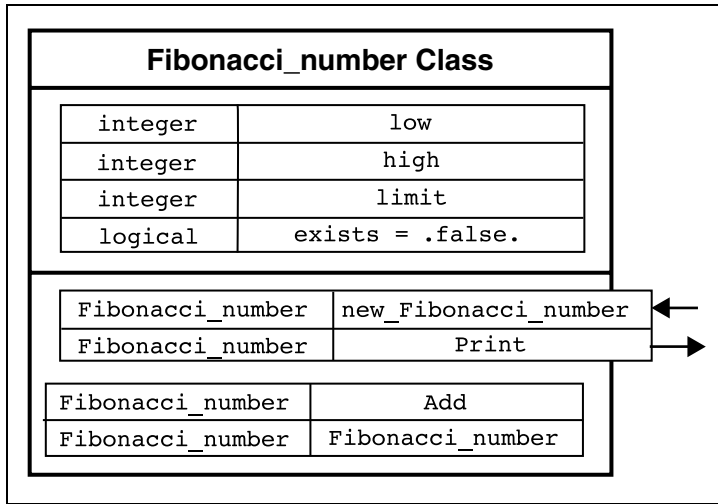 Fibonacci_number Class
integer low
integer high
integer limit
logical exists = .false.
Fibonacci_number new_Fibonacci_number
Fibonacci_number Print
Fibonacci_number Add
Fibonacci_number Fibonacci_number